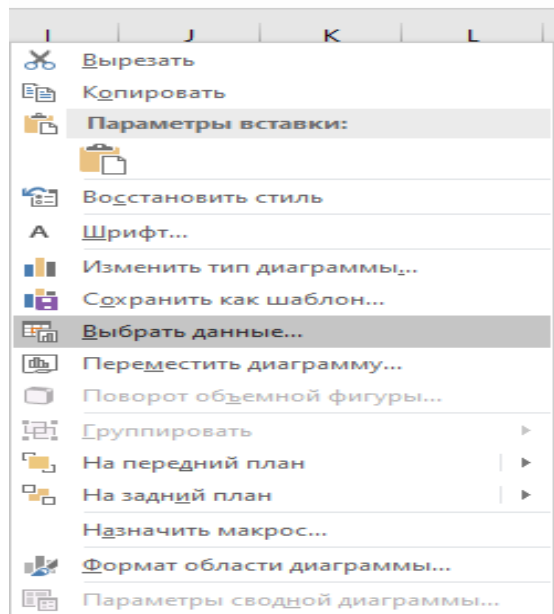 I J K L
Вырезать
Копировать
Параметры вставки:
Восстановить стиль
А Шрифт...
Изменить тип диаграммы...
Сохранить как шаблон...
Выбрать данные...
Переместить диаграмму...
Поворот объемной фигуры...
Группировать
На передний план
На задний план
Назначить макрос...
Формат области диаграммы...
Параметры сводной диаграммы...